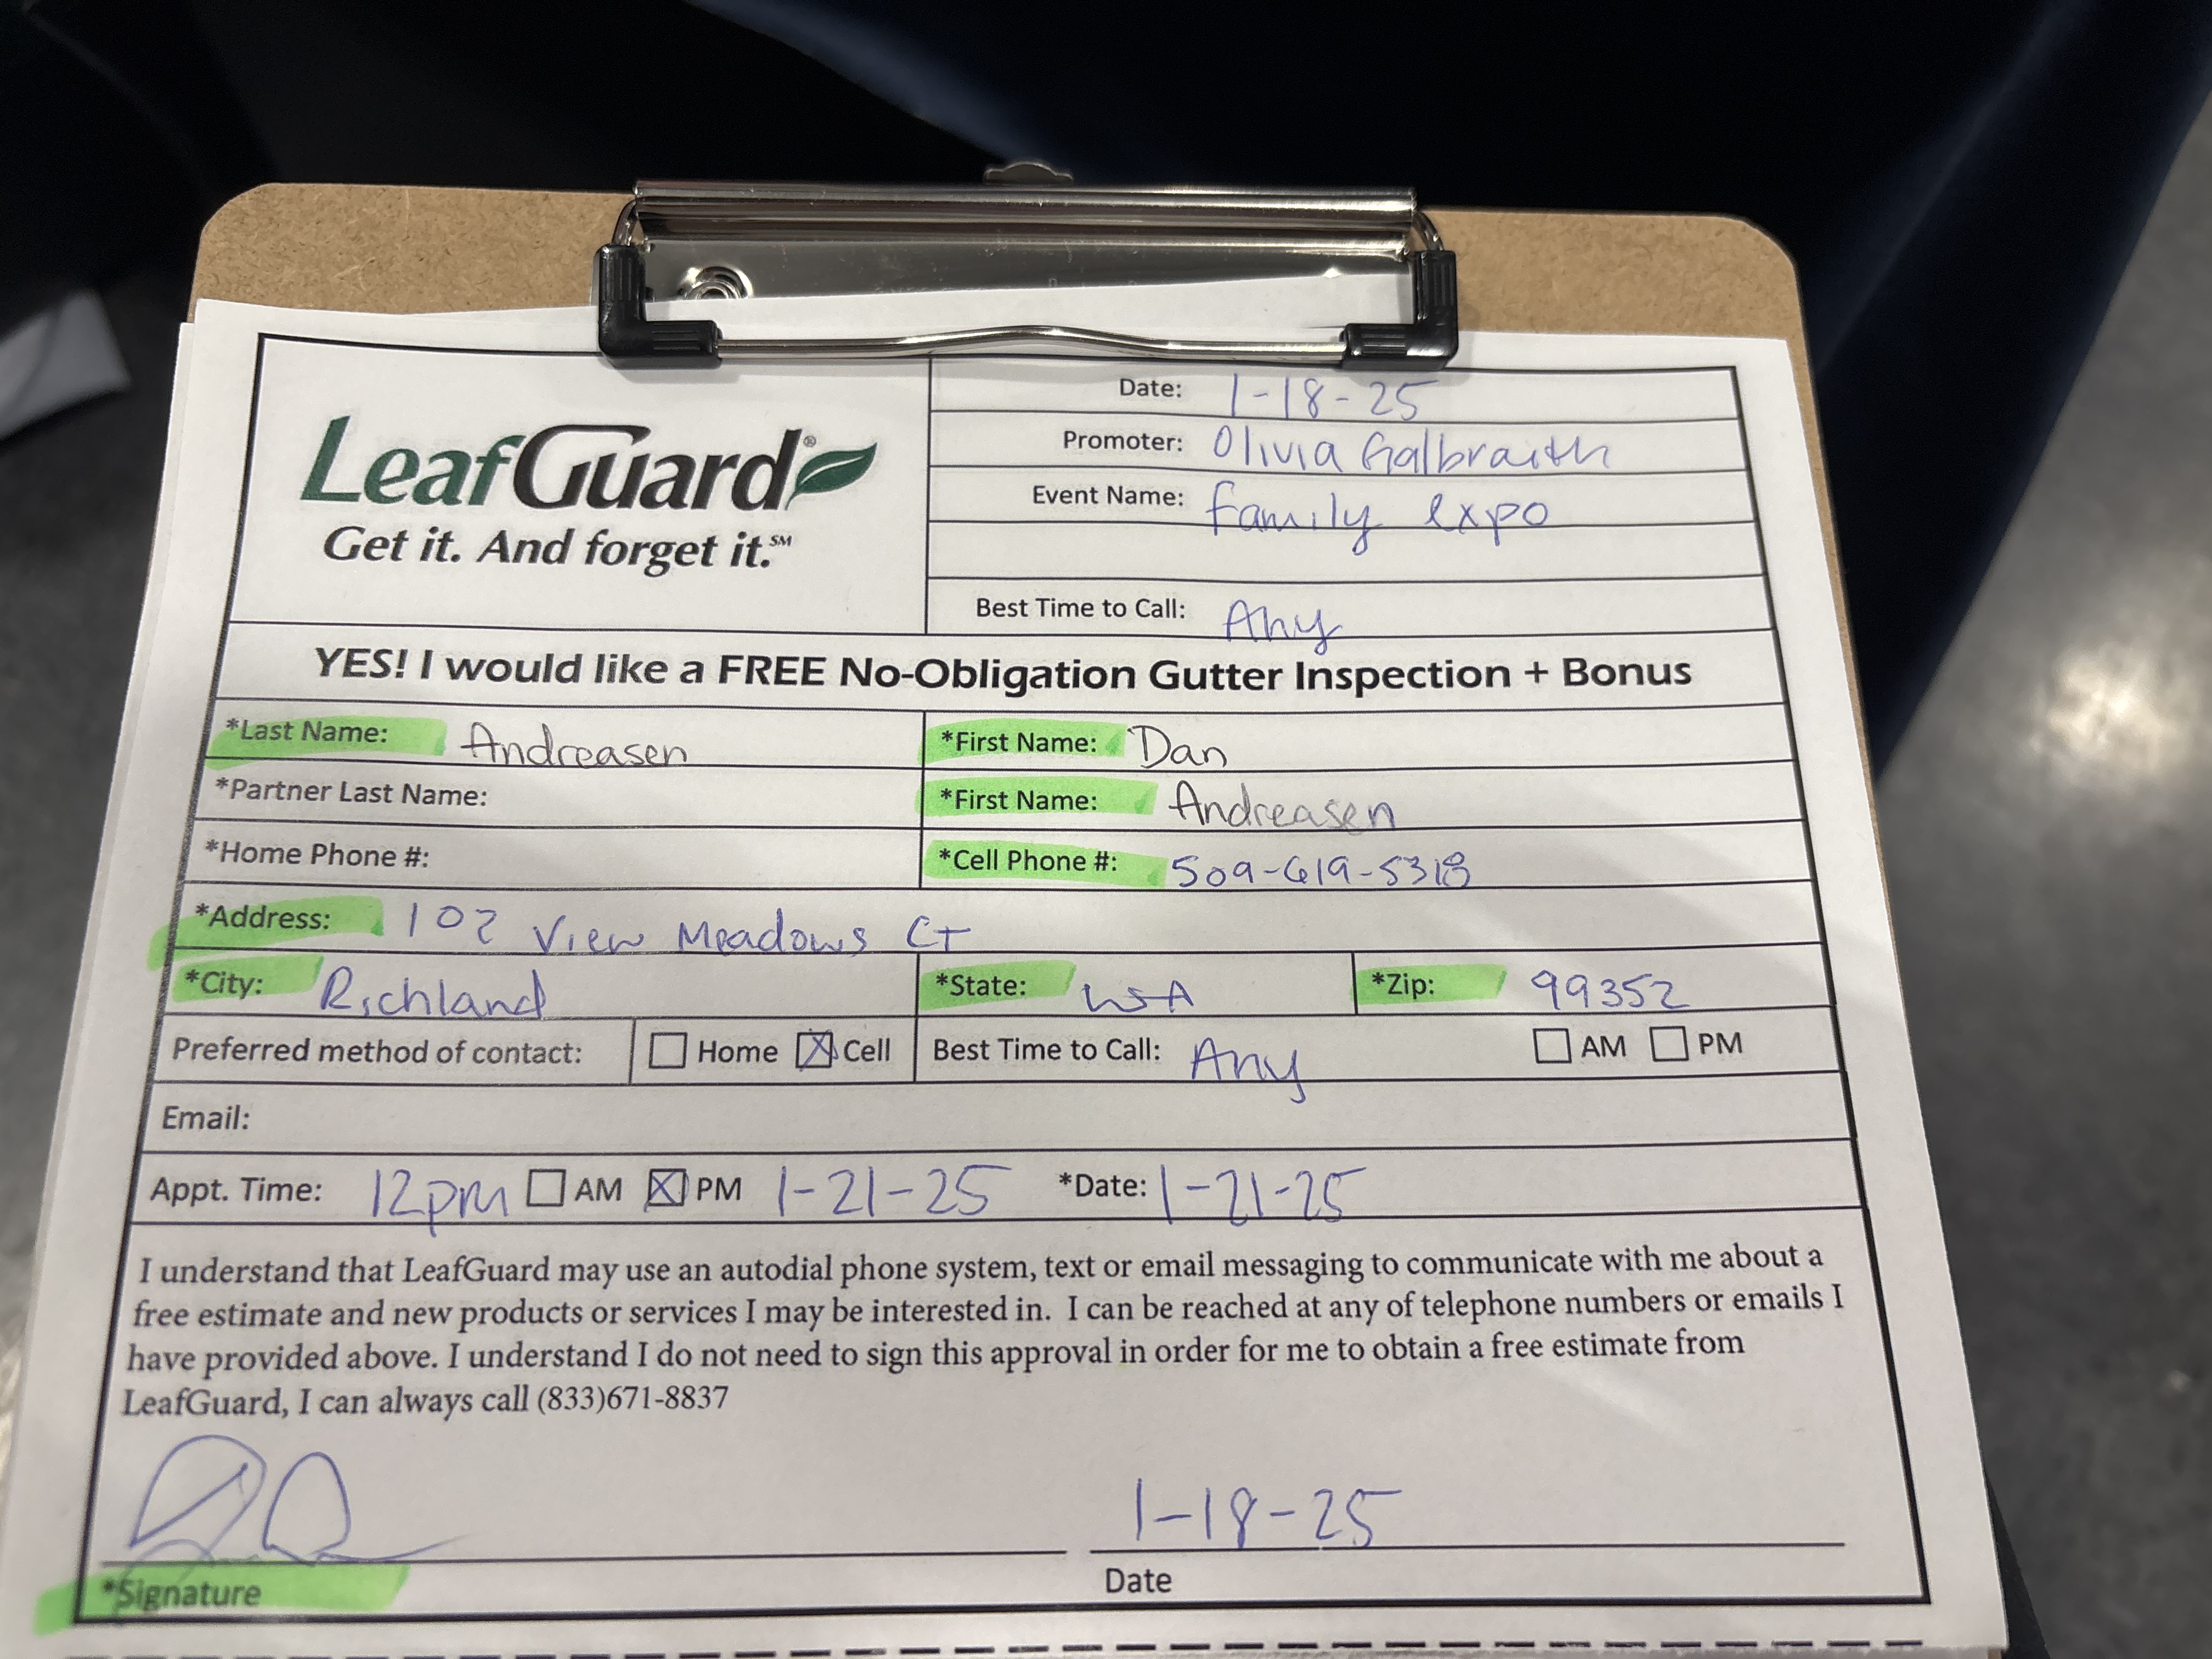 LeafGuard®
Get it. And forget it.℠
Date: 1-18-25
Promoter: Olivia Galbraith
Event Name: family expo
Best Time to Call: Any
YES! I would like a FREE No-Obligation Gutter Inspection + Bonus
*Last Name: Andreasen *First Name: Dan
*Partner Last Name: *First Name: Andreasen
*Home Phone #: *Cell Phone #: 509-619-5318
*Address: 102 View Meadows Ct
*City: Richland *State: WA *Zip: 99352
Preferred method of contact: ☐ Home ☒ Cell Best Time to Call: Any ☐ AM ☐ PM
Email:
Appt. Time: 12pm ☐ AM ☒ PM 1-21-25 *Date: 1-21-25
I understand that LeafGuard may use an autodial phone system, text or email messaging to communicate with me about a
free estimate and new products or services I may be interested in. I can be reached at any of telephone numbers or emails I
have provided above. I understand I do not need to sign this approval in order for me to obtain a free estimate from
LeafGuard, I can always call (833)671-8837
1-18-25
*Signature Date